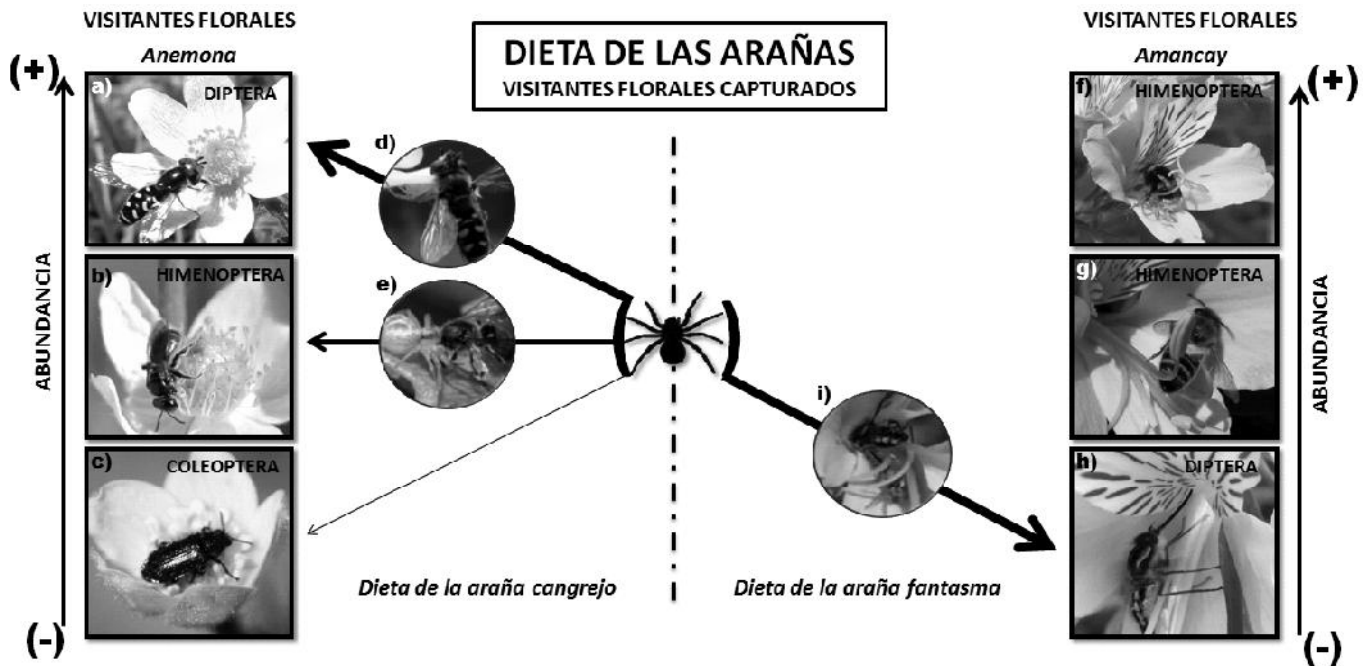 VISITANTES FLORALES
Anemona
(+)
ABUNDANCIA
(-)
a)
DIPTERA
b)
HIMENOPTERA
c)
COLEOPTERA
DIETA DE LAS ARAÑAS
VISITANTES FLORALES CAPTURADOS
d)
e)
i)
Dieta de la araña cangrejo
Dieta de la araña fantasma
VISITANTES FLORALES
Amancay
f)
HIMENOPTERA
g)
HIMENOPTERA
h)
DIPTERA
(+)
ABUNDANCIA
(-)